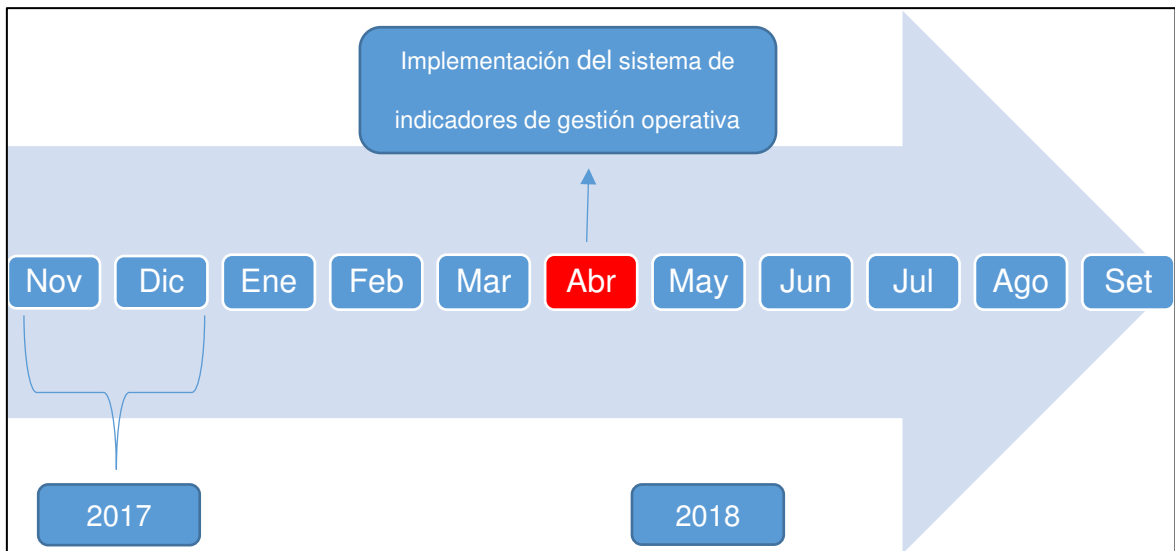 Implementación del sistema de
indicadores de gestión operativa
Nov Dic Ene Feb Mar Abr May Jun Jul Ago Set
2017 2018